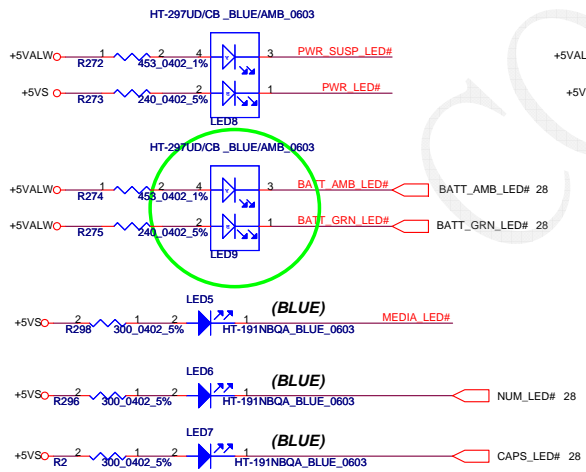 HT-297UD/CB _BLUE/AMB_0603
+5VALW 1 2 4 3 PWR_SUSP_LED#
R272 453_0402_1%
+5VS 1 2 2 1 PWR_LED#
R273 240_0402_5%
LED8
HT-297UD/CB _BLUE/AMB_0603
+5VALW 1 2 4 3 BATT_AMB_LED# BATT_AMB_LED# 28
R274 453_0402_1%
+5VALW 1 2 2 1 BATT_GRN_LED# BATT_GRN_LED# 28
R275 240_0402_5%
LED9
LED5 (BLUE)
+5VS 2 1 2 1 MEDIA_LED#
R298 300_0402_5% HT-191NBQA_BLUE_0603
LED6 (BLUE)
+5VS 2 1 2 1 NUM_LED# 28
R296 300_0402_5% HT-191NBQA_BLUE_0603
LED7 (BLUE)
+5VS 2 1 2 1 CAPS_LED# 28
R2 300_0402_5% HT-191NBQA_BLUE_0603
+5VAL
+5V